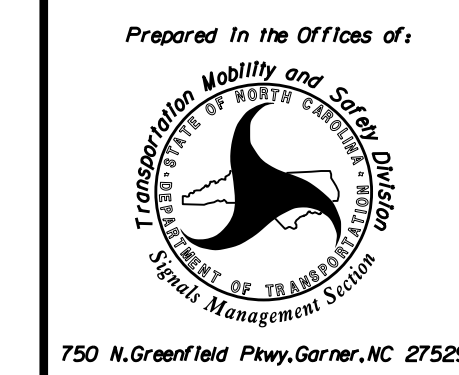 Prepared in the Offices of:
Transportation Mobility and Safety Division
STATE OF NORTH CAROLINA
DEPARTMENT OF TRANSPORTATION
Signals Management Section
750 N.Greenfield Pkwy,Garner,NC 27529